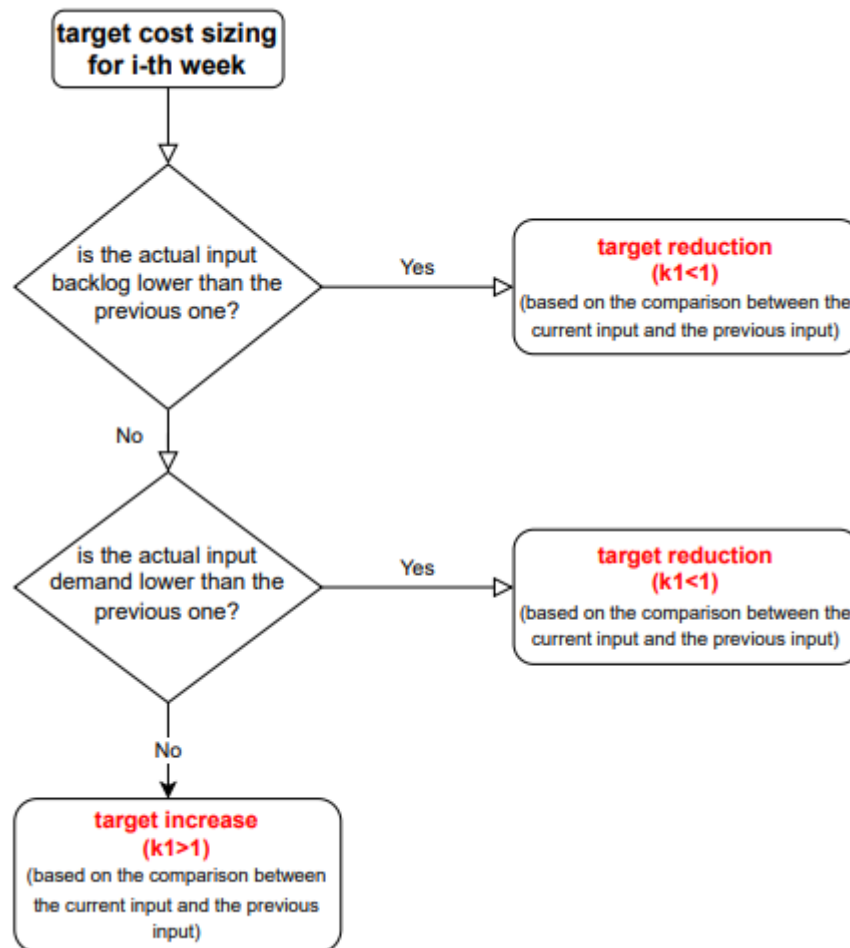 target cost sizing
for i-th week
is the actual input
backlog lower than the
previous one?
Yes
target reduction
(k1<1)
(based on the comparison between the
current input and the previous input)
No
is the actual input
demand lower than the
previous one?
Yes
target reduction
(k1<1)
(based on the comparison between the
current input and the previous input)
No
target increase
(k1>1)
(based on the comparison between
the current input and the previous
input)